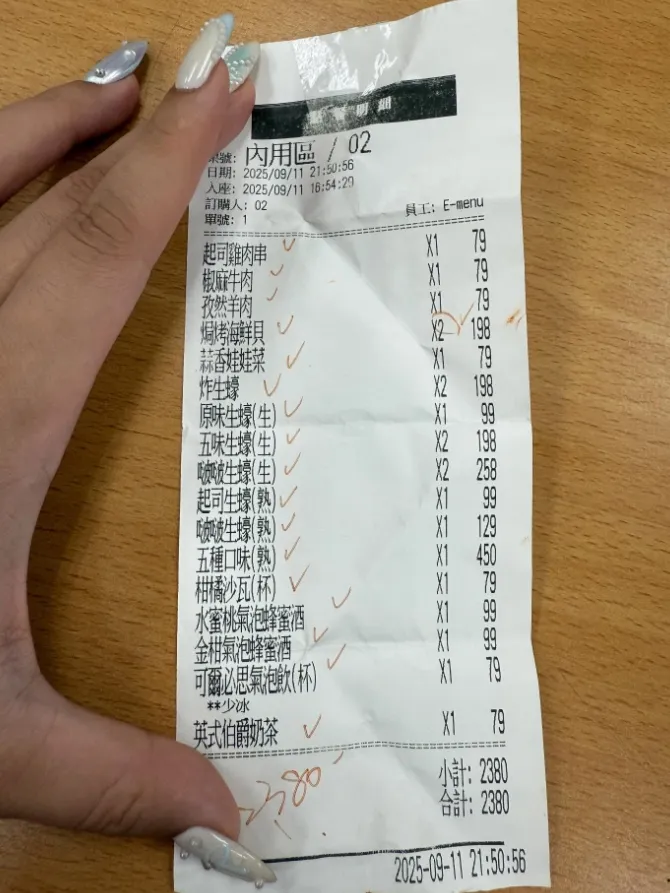 明細
桌號: 內用區 / 02
日期: 2025/09/11 21:50:56
入座: 2025/09/11 16:54:29
訂購人: 02 員工: E-menu
單號: 1
起司雞肉串 X1 79
椒麻牛肉 X1 79
孜然羊肉 X1 79
焗烤海鮮貝 X2 198
蒜香娃娃菜 X1 79
炸生蠔 X2 198
原味生蠔(生) X1 99
五味生蠔(生) X2 198
啵啵生蠔(生) X2 258
起司生蠔(熟) X1 99
啵啵生蠔(熟) X1 129
五種口味(熟) X1 450
柑橘沙瓦(杯) X1 79
水蜜桃氣泡蜂蜜酒 X1 99
金柑氣泡蜂蜜酒 X1 99
可爾必思氣泡飲(杯) X1 79
**少冰
英式伯爵奶茶 X1 79
小計: 2380
合計: 2380
2380
2025-09-11 21:50:56